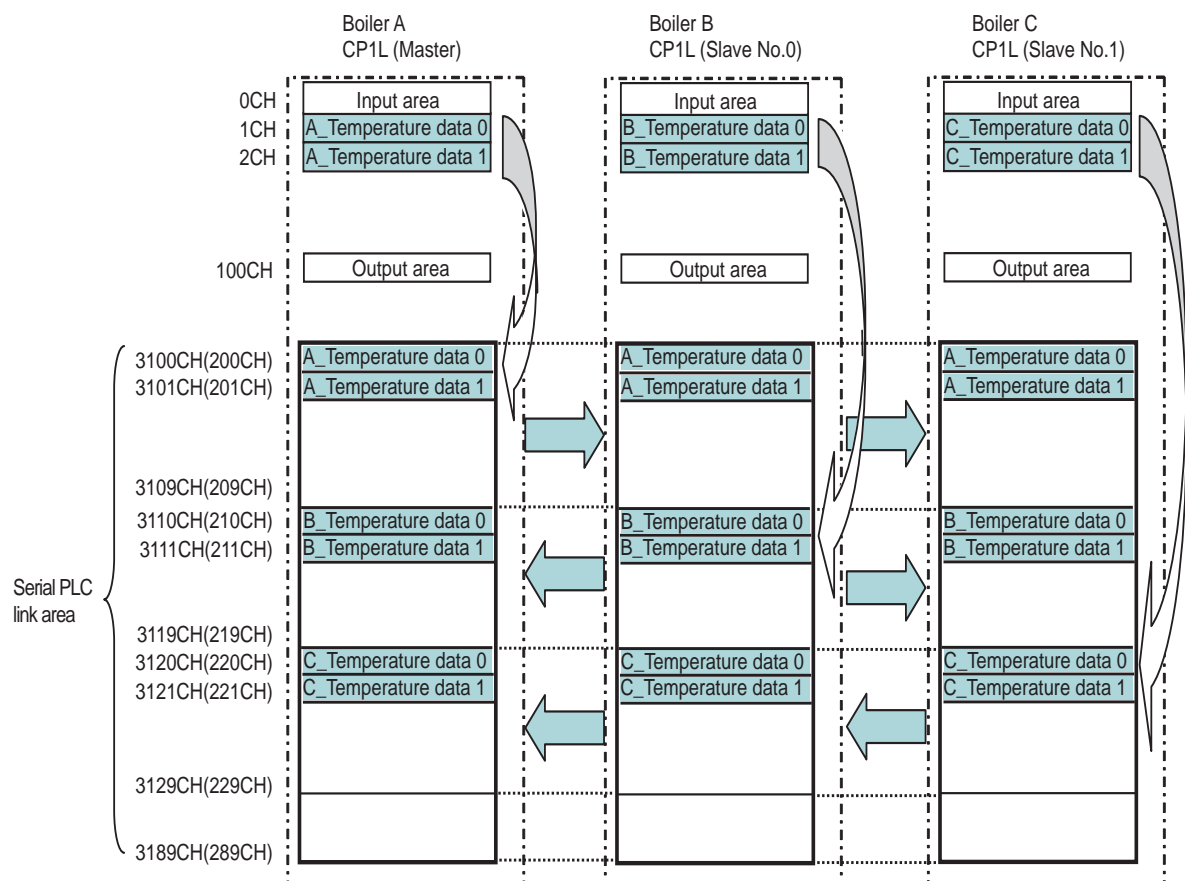 Boiler A
CP1L (Master)
Boiler B
CP1L (Slave No.0)
Boiler C
CP1L (Slave No.1)
0CH
Input area
Input area
Input area
1CH
A_Temperature data 0
B_Temperature data 0
C_Temperature data 0
2CH
A_Temperature data 1
B_Temperature data 1
C_Temperature data 1
100CH
Output area
Output area
Output area
3100CH(200CH)
A_Temperature data 0
A_Temperature data 0
A_Temperature data 0
3101CH(201CH)
A_Temperature data 1
A_Temperature data 1
A_Temperature data 1
3109CH(209CH)
3110CH(210CH)
B_Temperature data 0
B_Temperature data 0
B_Temperature data 0
3111CH(211CH)
B_Temperature data 1
B_Temperature data 1
B_Temperature data 1
Serial PLC
link area
3119CH(219CH)
3120CH(220CH)
C_Temperature data 0
C_Temperature data 0
C_Temperature data 0
3121CH(221CH)
C_Temperature data 1
C_Temperature data 1
C_Temperature data 1
3129CH(229CH)
3189CH(289CH)